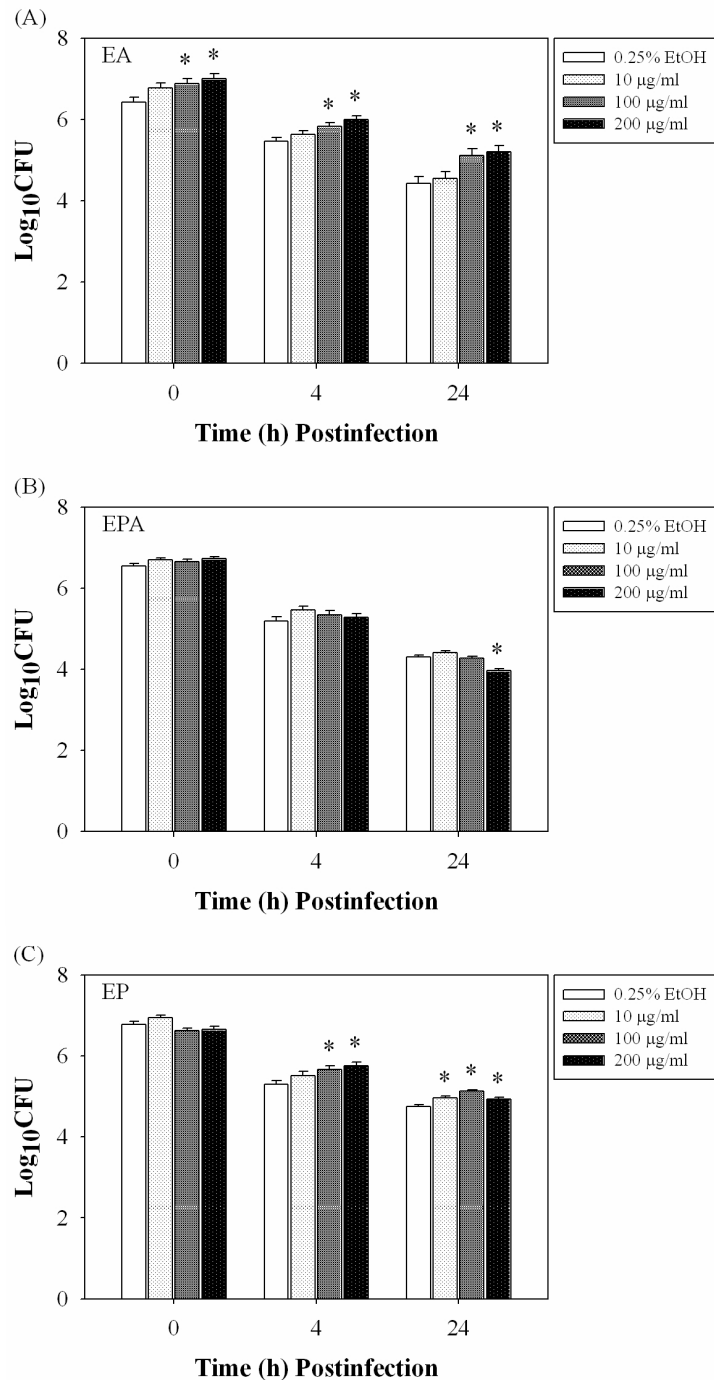 (A)
EA
* *
* *
* *
8
6
4
2
0
Log10CFU
0 4 24
Time (h) Postinfection
0.25% EtOH
10 µg/ml
100 µg/ml
200 µg/ml
(B)
EPA
*
8
6
4
2
0
Log10CFU
0 4 24
Time (h) Postinfection
0.25% EtOH
10 µg/ml
100 µg/ml
200 µg/ml
(C)
EP
* *
* * *
8
6
4
2
0
Log10CFU
0 4 24
Time (h) Postinfection
0.25% EtOH
10 µg/ml
100 µg/ml
200 µg/ml